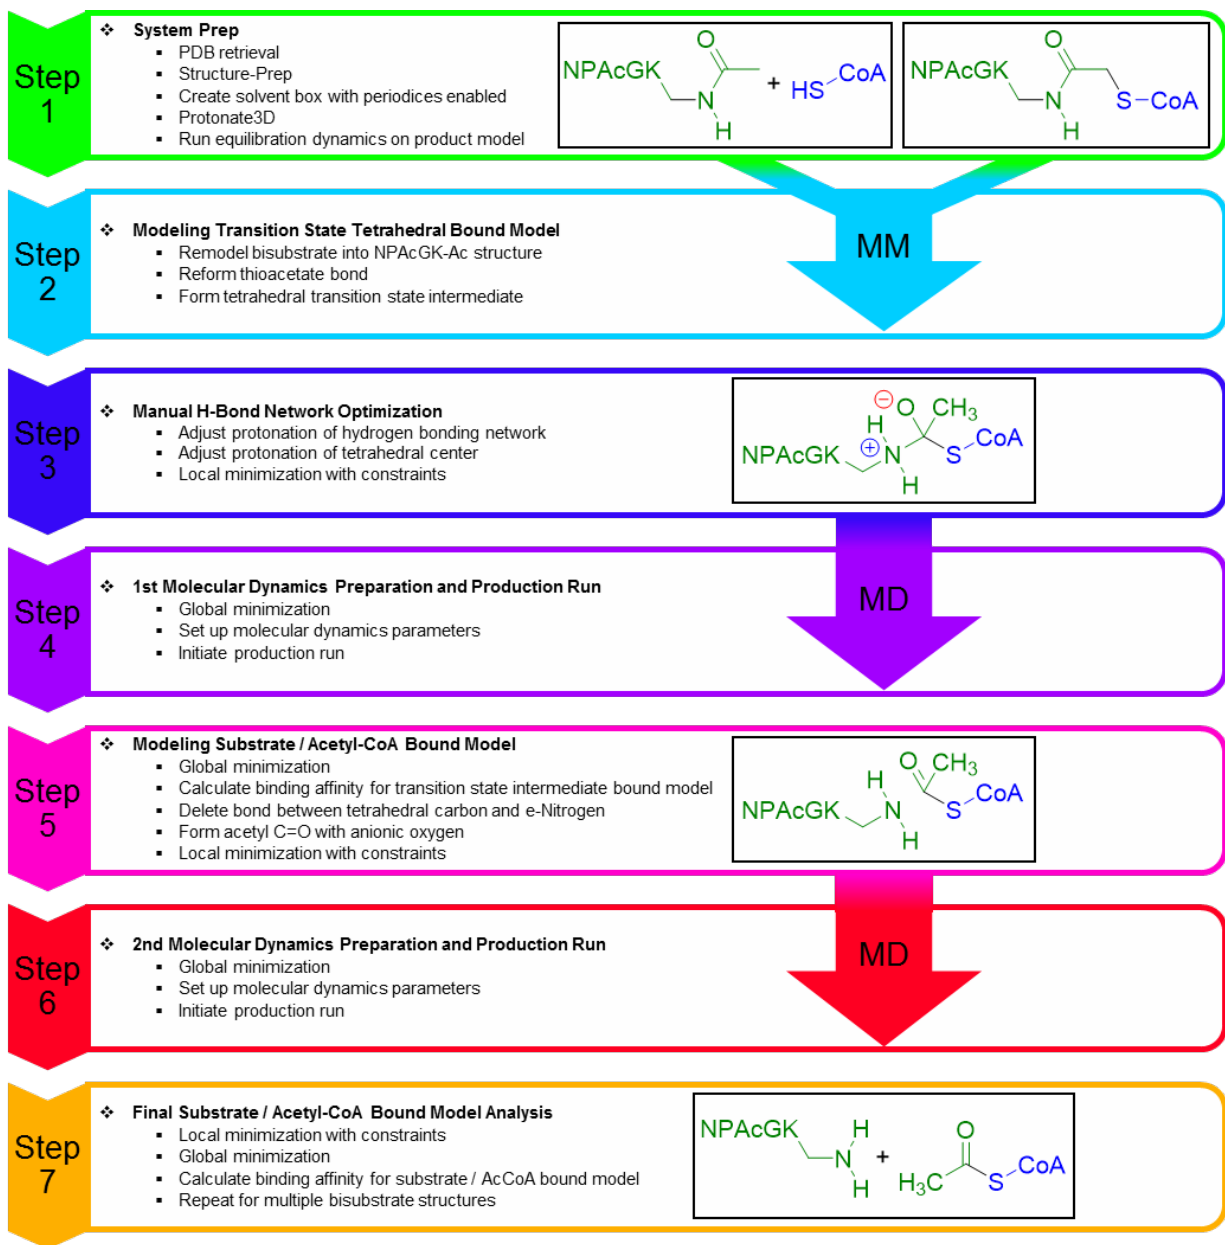 Step
1
❖ System Prep
▪ PDB retrieval
▪ Structure-Prep
▪ Create solvent box with periodices enabled
▪ Protonate3D
▪ Run equilibration dynamics on product model
NPAcGK
O
N
H
+
HS
CoA
NPAcGK
O
N
H
S
CoA
Step
2
❖ Modeling Transition State Tetrahedral Bound Model
▪ Remodel bisubstrate into NPAcGK-Ac structure
▪ Reform thioacetate bond
▪ Form tetrahedral transition state intermediate
MM
Step
3
❖ Manual H-Bond Network Optimization
▪ Adjust protonation of hydrogen bonding network
▪ Adjust protonation of tetrahedral center
▪ Local minimization with constraints
⊖
O
CH3
H
NPAcGK
⊕
N
H
S
CoA
Step
4
❖ 1st Molecular Dynamics Preparation and Production Run
▪ Global minimization
▪ Set up molecular dynamics parameters
▪ Initiate production run
MD
Step
5
❖ Modeling Substrate / Acetyl-CoA Bound Model
▪ Global minimization
▪ Calculate binding affinity for transition state intermediate bound model
▪ Delete bond between tetrahedral carbon and e-Nitrogen
▪ Form acetyl C=O with anionic oxygen
▪ Local minimization with constraints
O
CH3
H
NPAcGK
N
H
S
CoA
Step
6
❖ 2nd Molecular Dynamics Preparation and Production Run
▪ Global minimization
▪ Set up molecular dynamics parameters
▪ Initiate production run
MD
Step
7
❖ Final Substrate / Acetyl-CoA Bound Model Analysis
▪ Local minimization with constraints
▪ Global minimization
▪ Calculate binding affinity for substrate / AcCoA bound model
▪ Repeat for multiple bisubstrate structures
NPAcGK
H
N
H
+
O
H3C
S
CoA